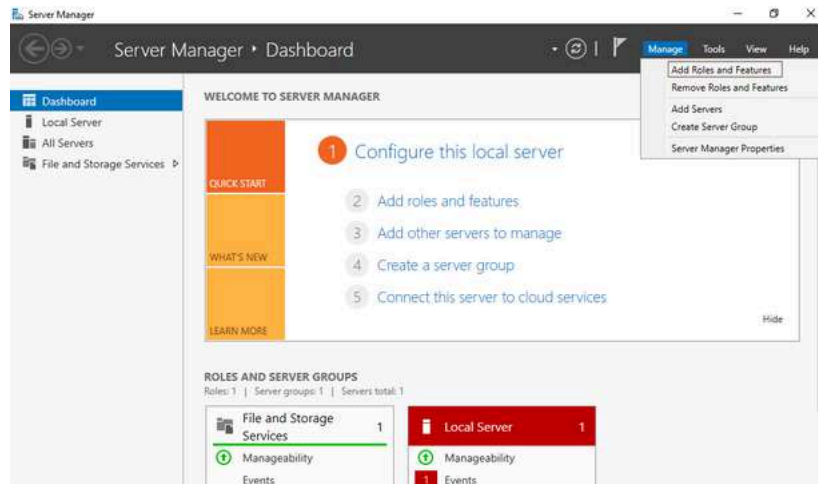 Server Manager
Server Manager • Dashboard
Manage Tools View Help
Add Roles and Features
Remove Roles and Features
Add Servers
Create Server Group
Server Manager Properties
Dashboard
Local Server
All Servers
File and Storage Services
WELCOME TO SERVER MANAGER
QUICK START
WHAT'S NEW
LEARN MORE
1 Configure this local server
2 Add roles and features
3 Add other servers to manage
4 Create a server group
5 Connect this server to cloud services
Hide
ROLES AND SERVER GROUPS
Roles: 1 | Server groups: 1 | Servers total: 1
File and Storage
Services
1
Manageability
Events
Local Server 1
Manageability
1 Events